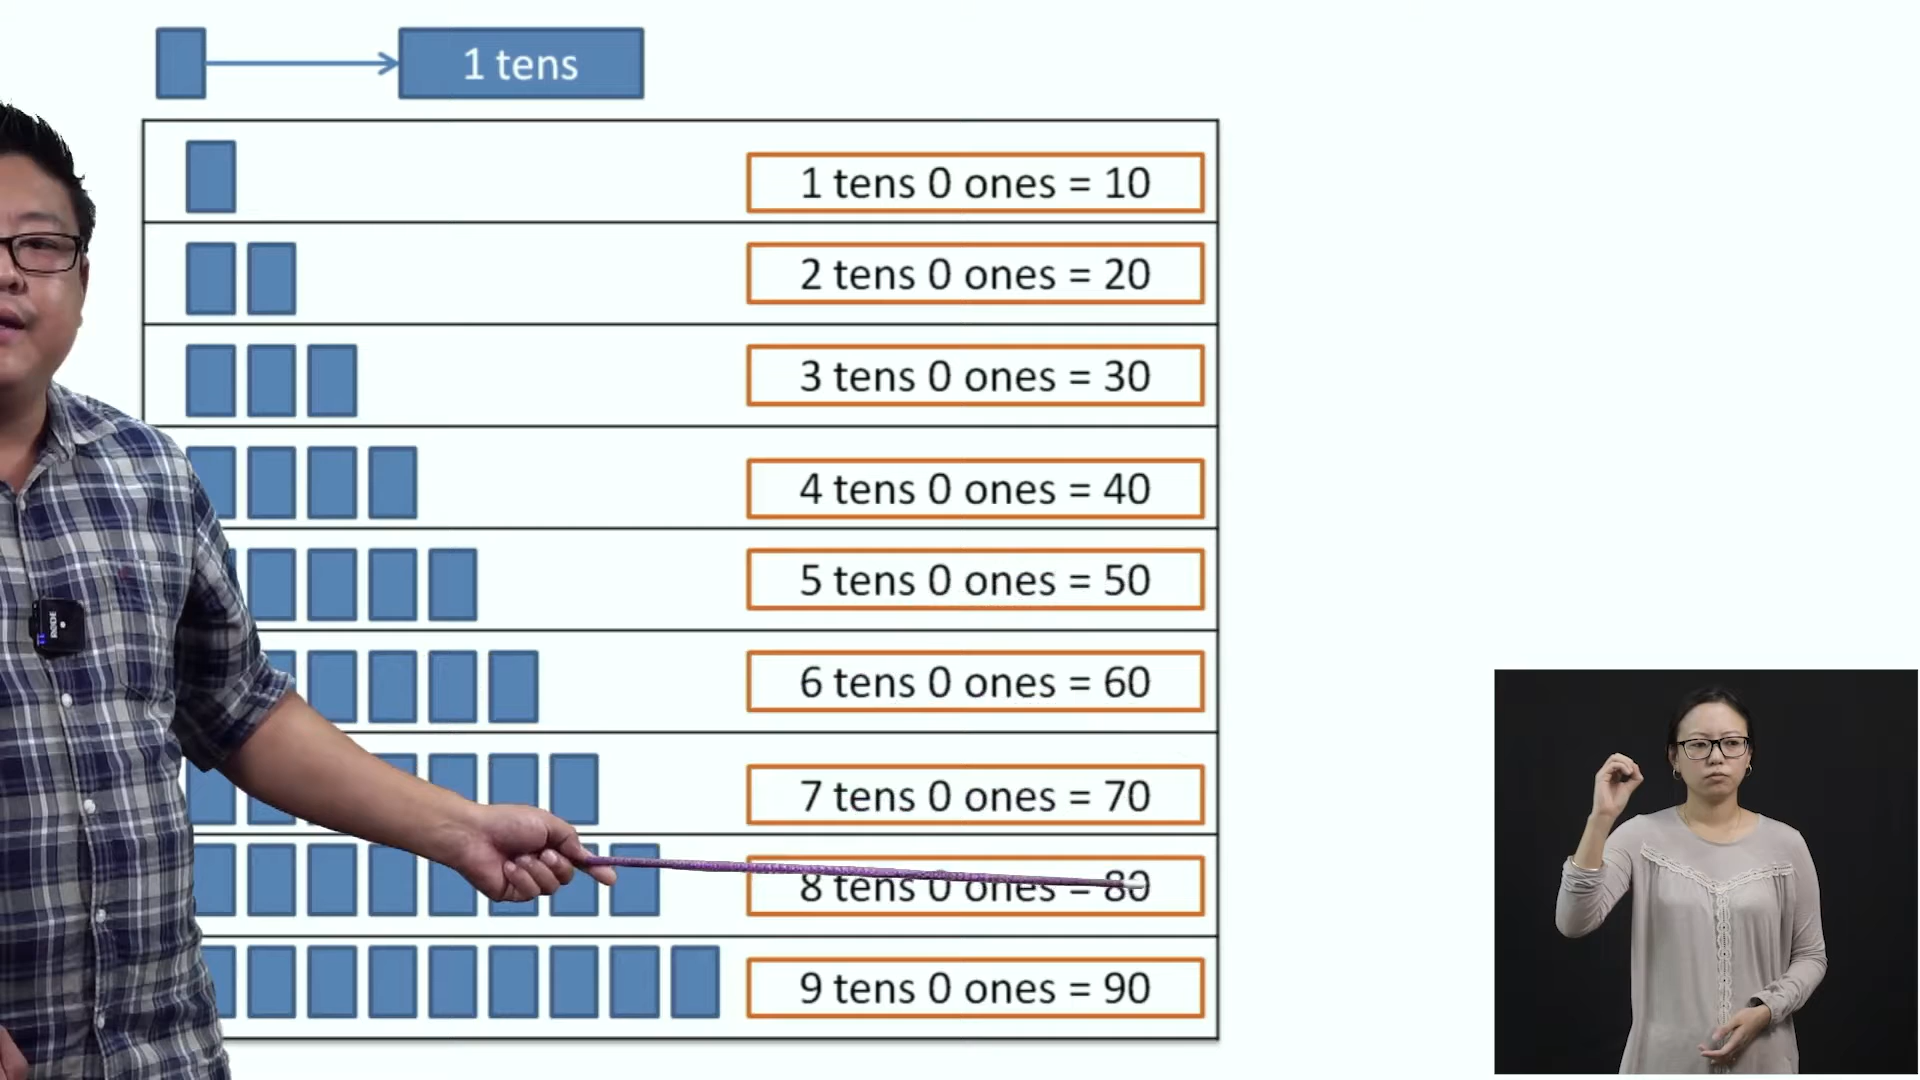 1 tens
1 tens 0 ones = 10
2 tens 0 ones = 20
3 tens 0 ones = 30
4 tens 0 ones = 40
5 tens 0 ones = 50
6 tens 0 ones = 60
7 tens 0 ones = 70
8 tens 0 ones = 80
9 tens 0 ones = 90
RODE